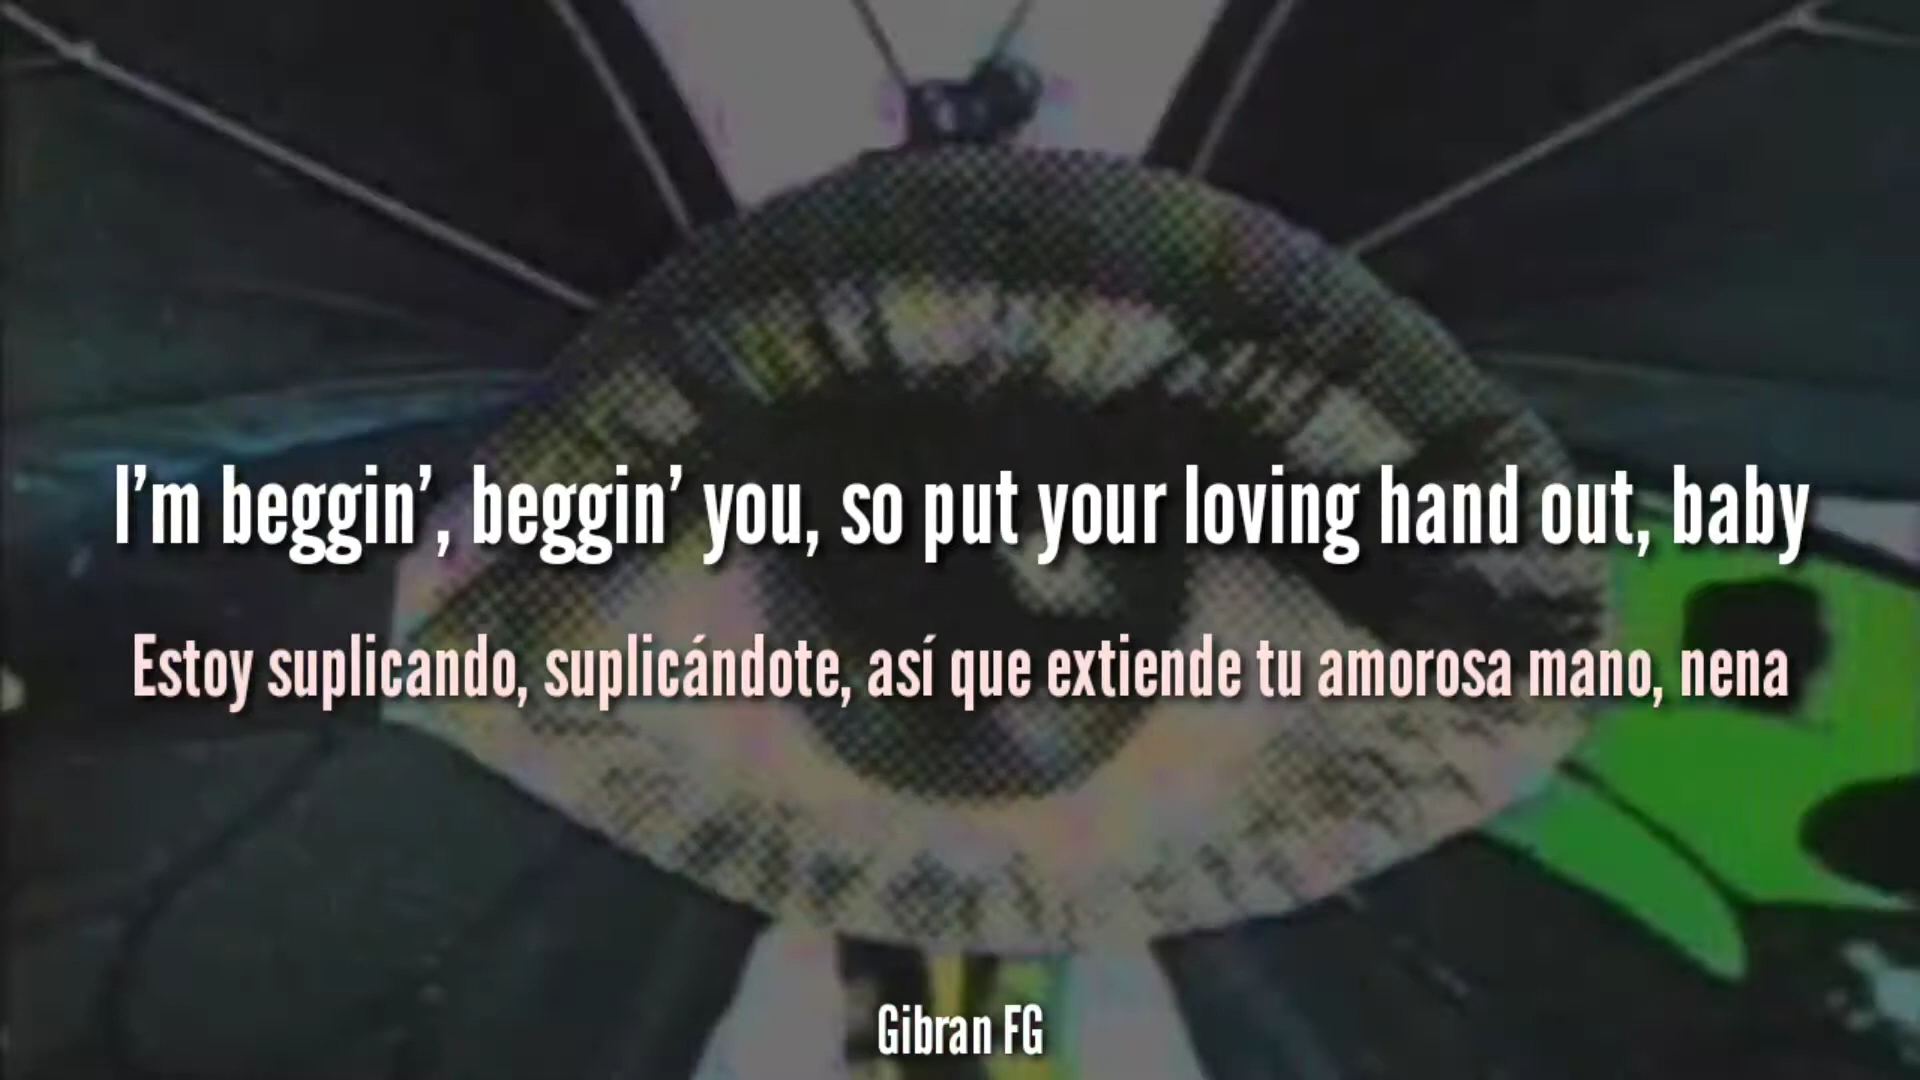 I'm beggin', beggin' you, so put your loving hand out, baby
Estoy suplicando, suplicándote, así que extiende tu amorosa mano, nena
Gibran FG